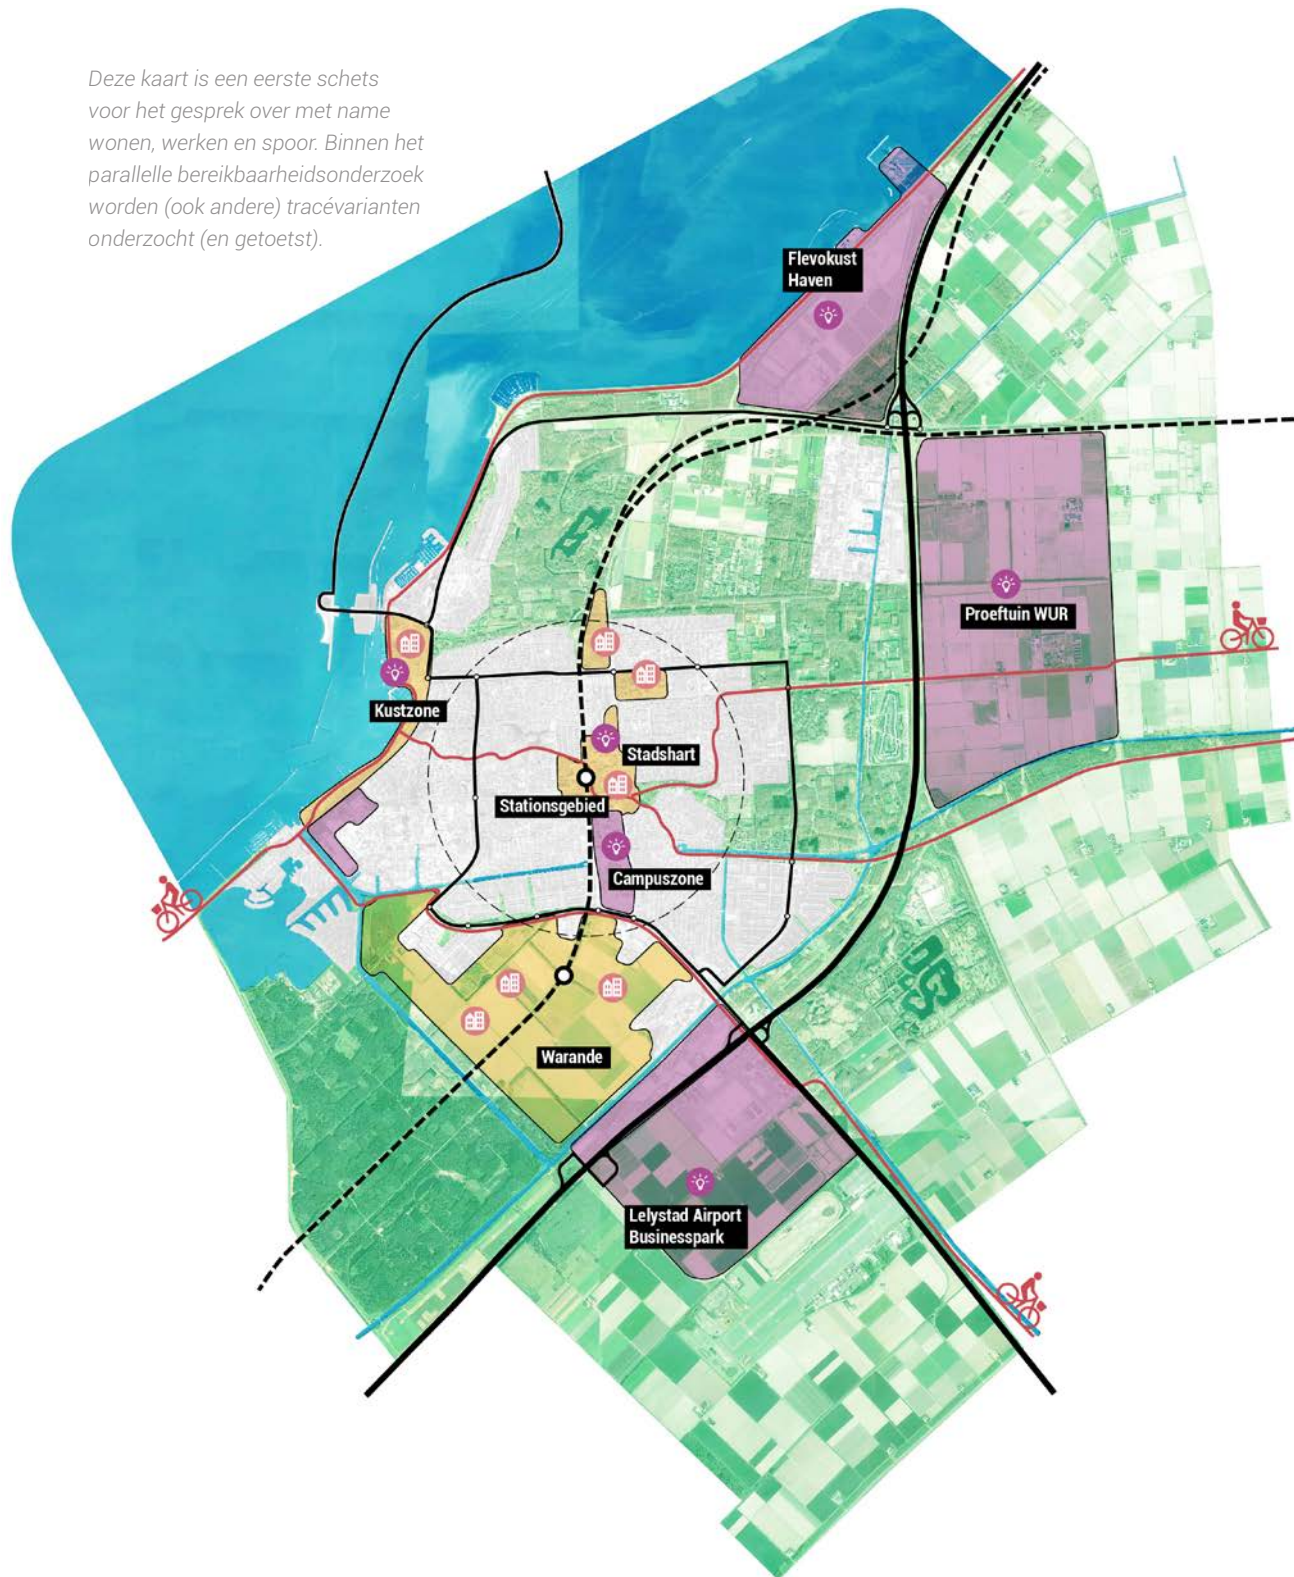 Deze kaart is een eerste schets
voor het gesprek over met name
wonen, werken en spoor. Binnen het
parallelle bereikbaarheidsonderzoek
worden (ook andere) tracévarianten
onderzocht (en getoetst).
Flevokust
Haven
Proeftuin WUR
Kustzone
Stadshart
Stationsgebied
Campuszone
Warande
Lelystad Airport
Businesspark